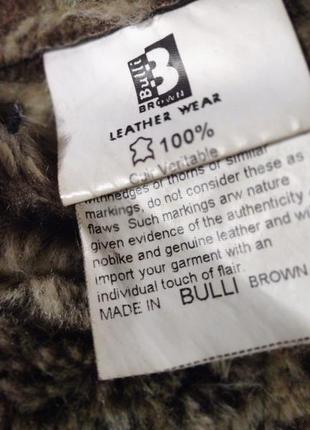 Bulli
B
BROWN
LEATHER WEAR
100%
Cuir Veritable
withhedges or thorns of similar
markings, do not consider these as
flaws Such markings arw nature
given evidence of the authenticity
nobike and genuine leather and wi
import your garment with an
individual touch of flair.
MADE IN BULLI BROWN